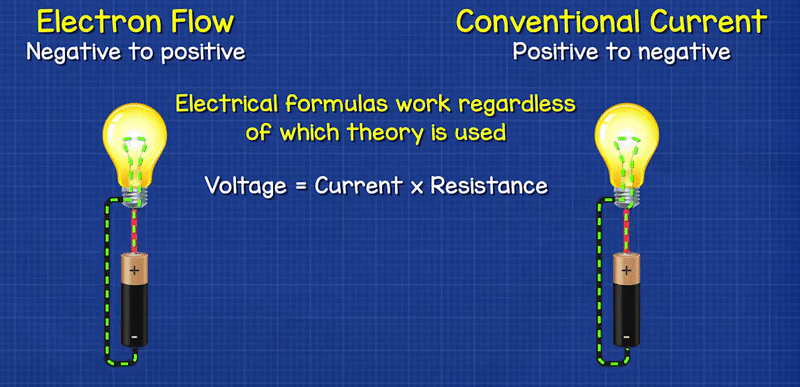 Electron Flow
Negative to positive
Conventional Current
Positive to negative
Electrical formulas work regardless
of which theory is used
Voltage = Current x Resistance
+
-
+
-